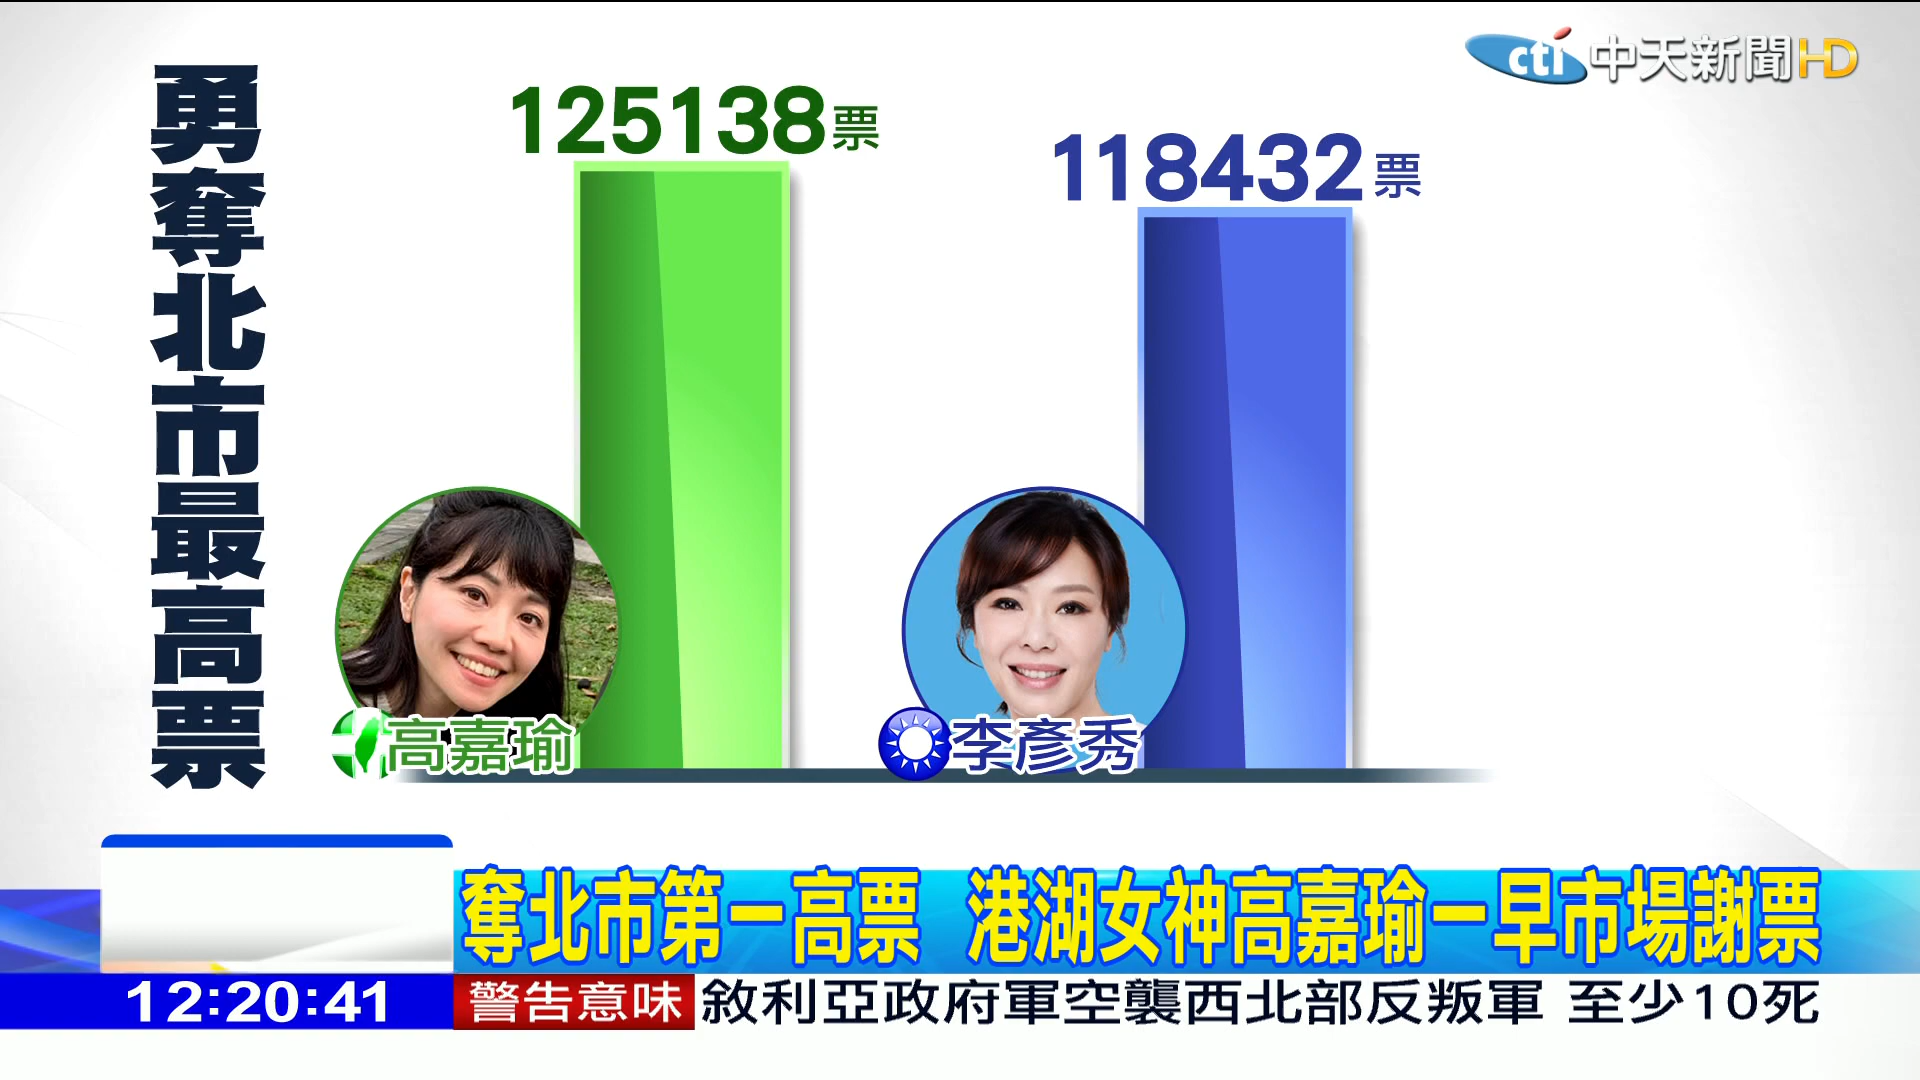 cti 中天新聞HD
勇奪北市最高票
125138票
118432票
高嘉瑜
李彥秀
奪北市第一高票 港湖女神高嘉瑜一早市場謝票
12:20:41
警告意味 敘利亞政府軍空襲西北部反叛軍 至少10死